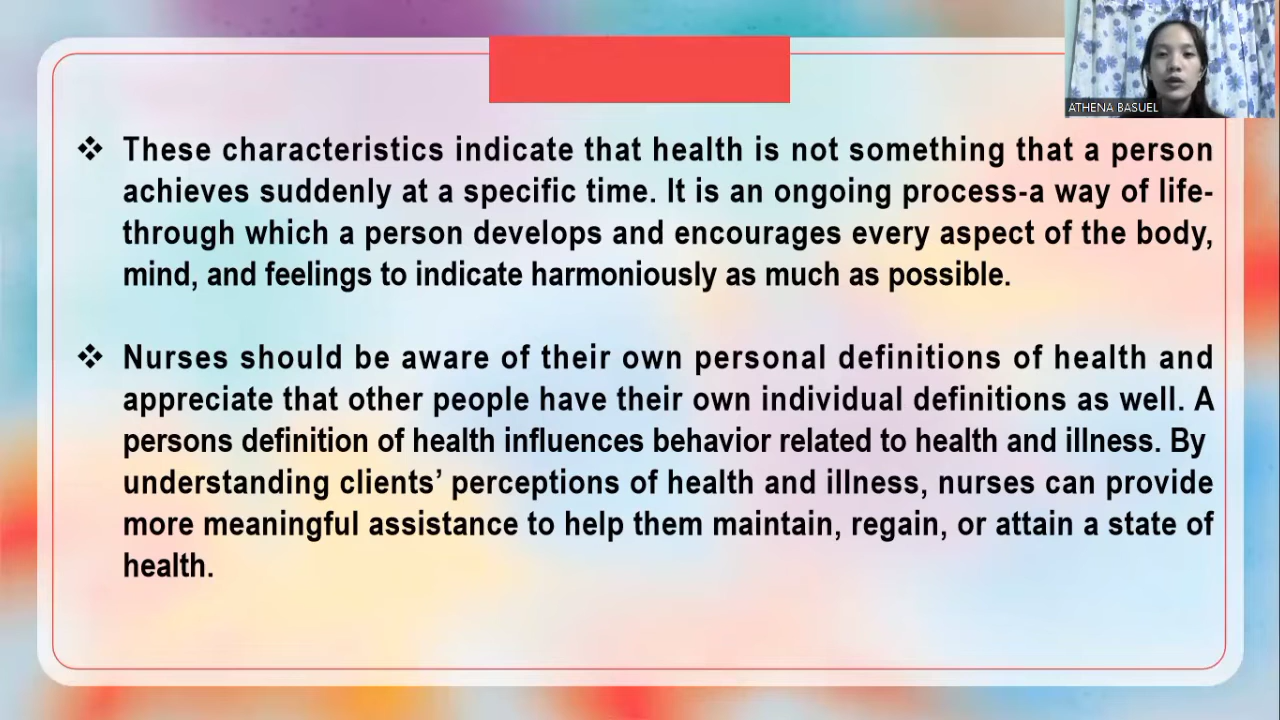 ATHENA BASUEL
❖ These characteristics indicate that health is not something that a person
achieves suddenly at a specific time. It is an ongoing process-a way of life-
through which a person develops and encourages every aspect of the body,
mind, and feelings to indicate harmoniously as much as possible.
❖ Nurses should be aware of their own personal definitions of health and
appreciate that other people have their own individual definitions as well. A
persons definition of health influences behavior related to health and illness. By
understanding clients’ perceptions of health and illness, nurses can provide
more meaningful assistance to help them maintain, regain, or attain a state of
health.